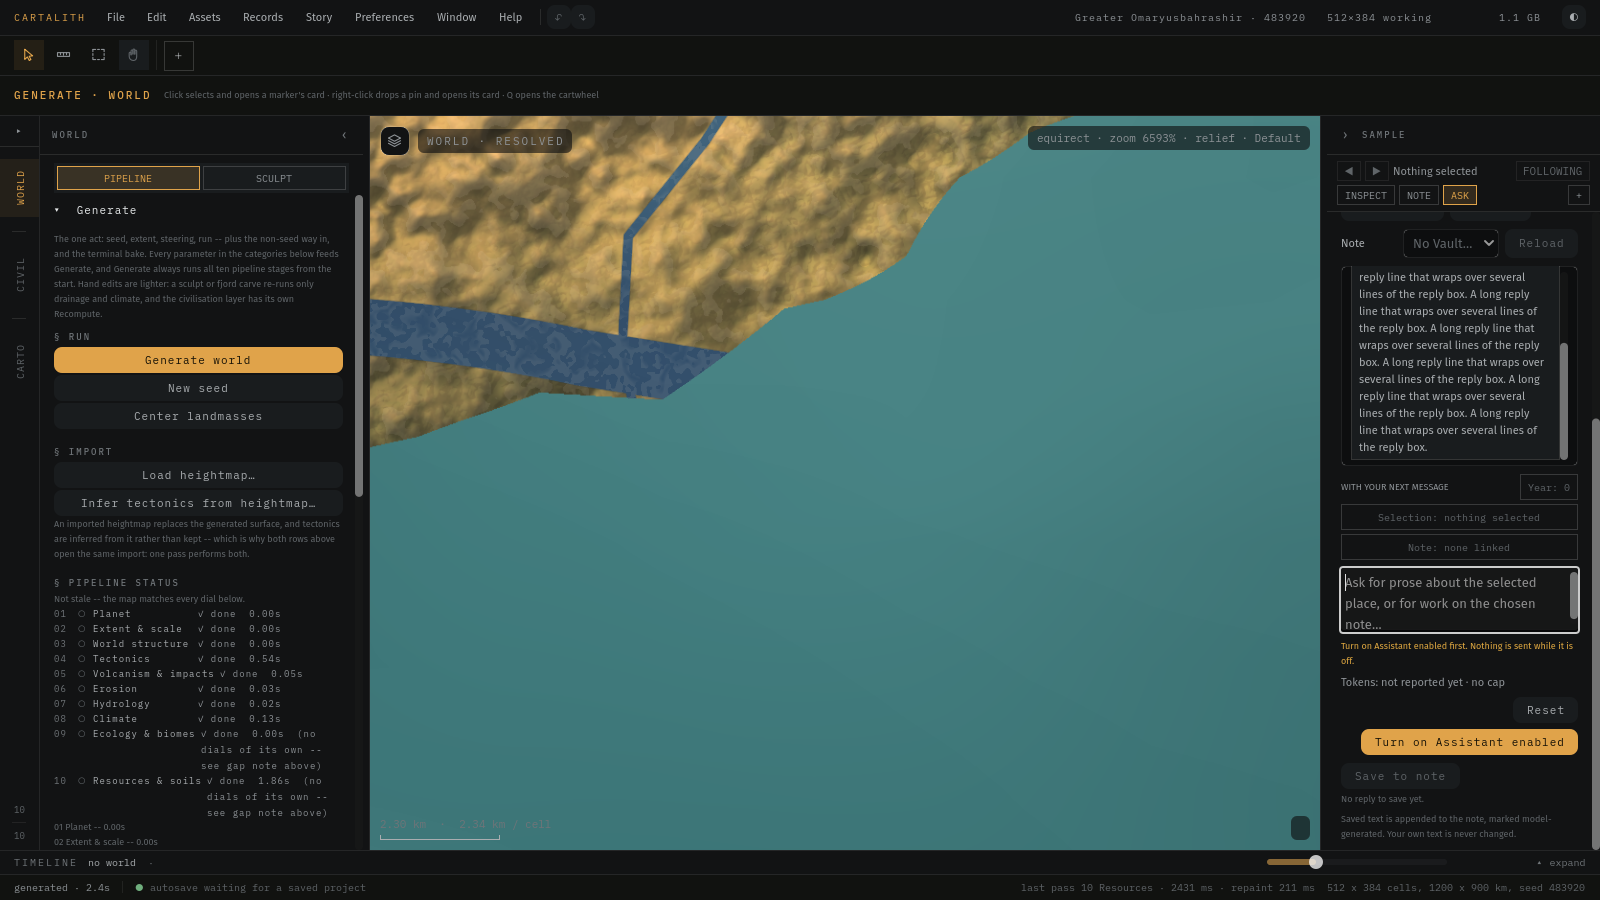 CARTALITH File Edit Assets Records Story Preferences Window Help Greater Omaryusbahrashir · 483920 512×384 working 1.1 GB
+
GENERATE · WORLD Click selects and opens a marker's card · right-click drops a pin and opens its card · Q opens the cartwheel
WORLD
CIVIL
CARTO
10
10
WORLD
PIPELINE SCULPT
Generate
The one act: seed, extent, steering, run -- plus the non-seed way in,
and the terminal bake. Every parameter in the categories below feeds
Generate, and Generate always runs all ten pipeline stages from the
start. Hand edits are lighter: a sculpt or fjord carve re-runs only
drainage and climate, and the civilisation layer has its own
Recompute.
§ RUN
Generate world
New seed
Center landmasses
§ IMPORT
Load heightmap…
Infer tectonics from heightmap…
An imported heightmap replaces the generated surface, and tectonics
are inferred from it rather than kept -- which is why both rows above
open the same import: one pass performs both.
§ PIPELINE STATUS
Not stale -- the map matches every dial below.
01 ○ Planet √ done 0.00s
02 ○ Extent & scale √ done 0.00s
03 ○ World structure √ done 0.00s
04 ○ Tectonics √ done 0.54s
05 ○ Volcanism & impacts √ done 0.05s
06 ○ Erosion √ done 0.03s
07 ○ Hydrology √ done 0.02s
08 ○ Climate √ done 0.13s
09 ○ Ecology & biomes √ done 0.00s (no
dials of its own --
see gap note above)
10 ○ Resources & soils √ done 1.86s (no
dials of its own --
see gap note above)
01 Planet -- 0.00s
02 Extent & scale -- 0.00s
WORLD · RESOLVED
equirect · zoom 6593% · relief · Default
2.54 km / cell
SAMPLE
Nothing selected FOLLOWING
INSPECT NOTE ASK +
Note No Vault... Reload
reply line that wraps over several
lines of the reply box. A long reply
line that wraps over several lines of
the reply box. A long reply line that
wraps over several lines of the reply
box. A long reply line that wraps over
several lines of the reply box. A long
reply line that wraps over several
lines of the reply box. A long reply
line that wraps over several lines of
the reply box.
WITH YOUR NEXT MESSAGE Year: 0
Selection: nothing selected
Note: none linked
Ask for prose about the selected
place, or for work on the chosen
note...
Turn on Assistant enabled first. Nothing is sent while it is
off.
Tokens: not reported yet · no cap
Reset
Turn on Assistant enabled
Save to note
No reply to save yet.
Saved text is appended to the note, marked model-
generated. Your own text is never changed.
TIMELINE no world · expand
generated · 2.4s autosave waiting for a saved project last pass 10 Resources · 2431 ms · repaint 211 ms 512 x 384 cells, 1200 x 900 km, seed 483920